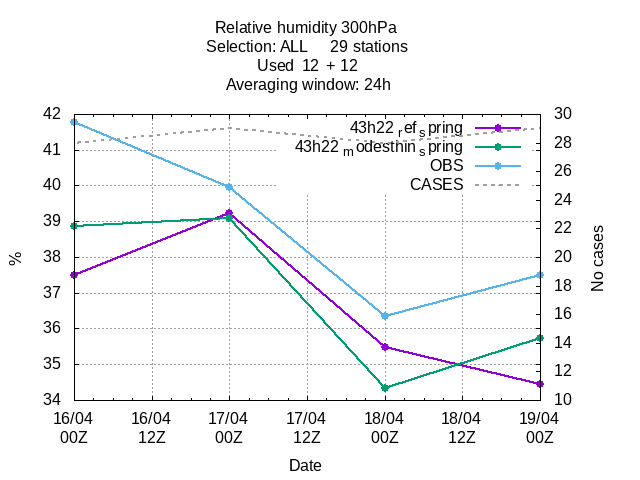 Relative humidity 300hPa
Selection: ALL 29 stations
Used 12 + 12
Averaging window: 24h
43h22 ref spring
43h22 modesthin spring
OBS
CASES
42
41
40
39
38
37
36
35
34
%
30
28
26
24
22
20
18
16
14
12
10
No cases
16/04 16/04 17/04 17/04 18/04 18/04 19/04
00Z 12Z 00Z 12Z 00Z 12Z 00Z
Date